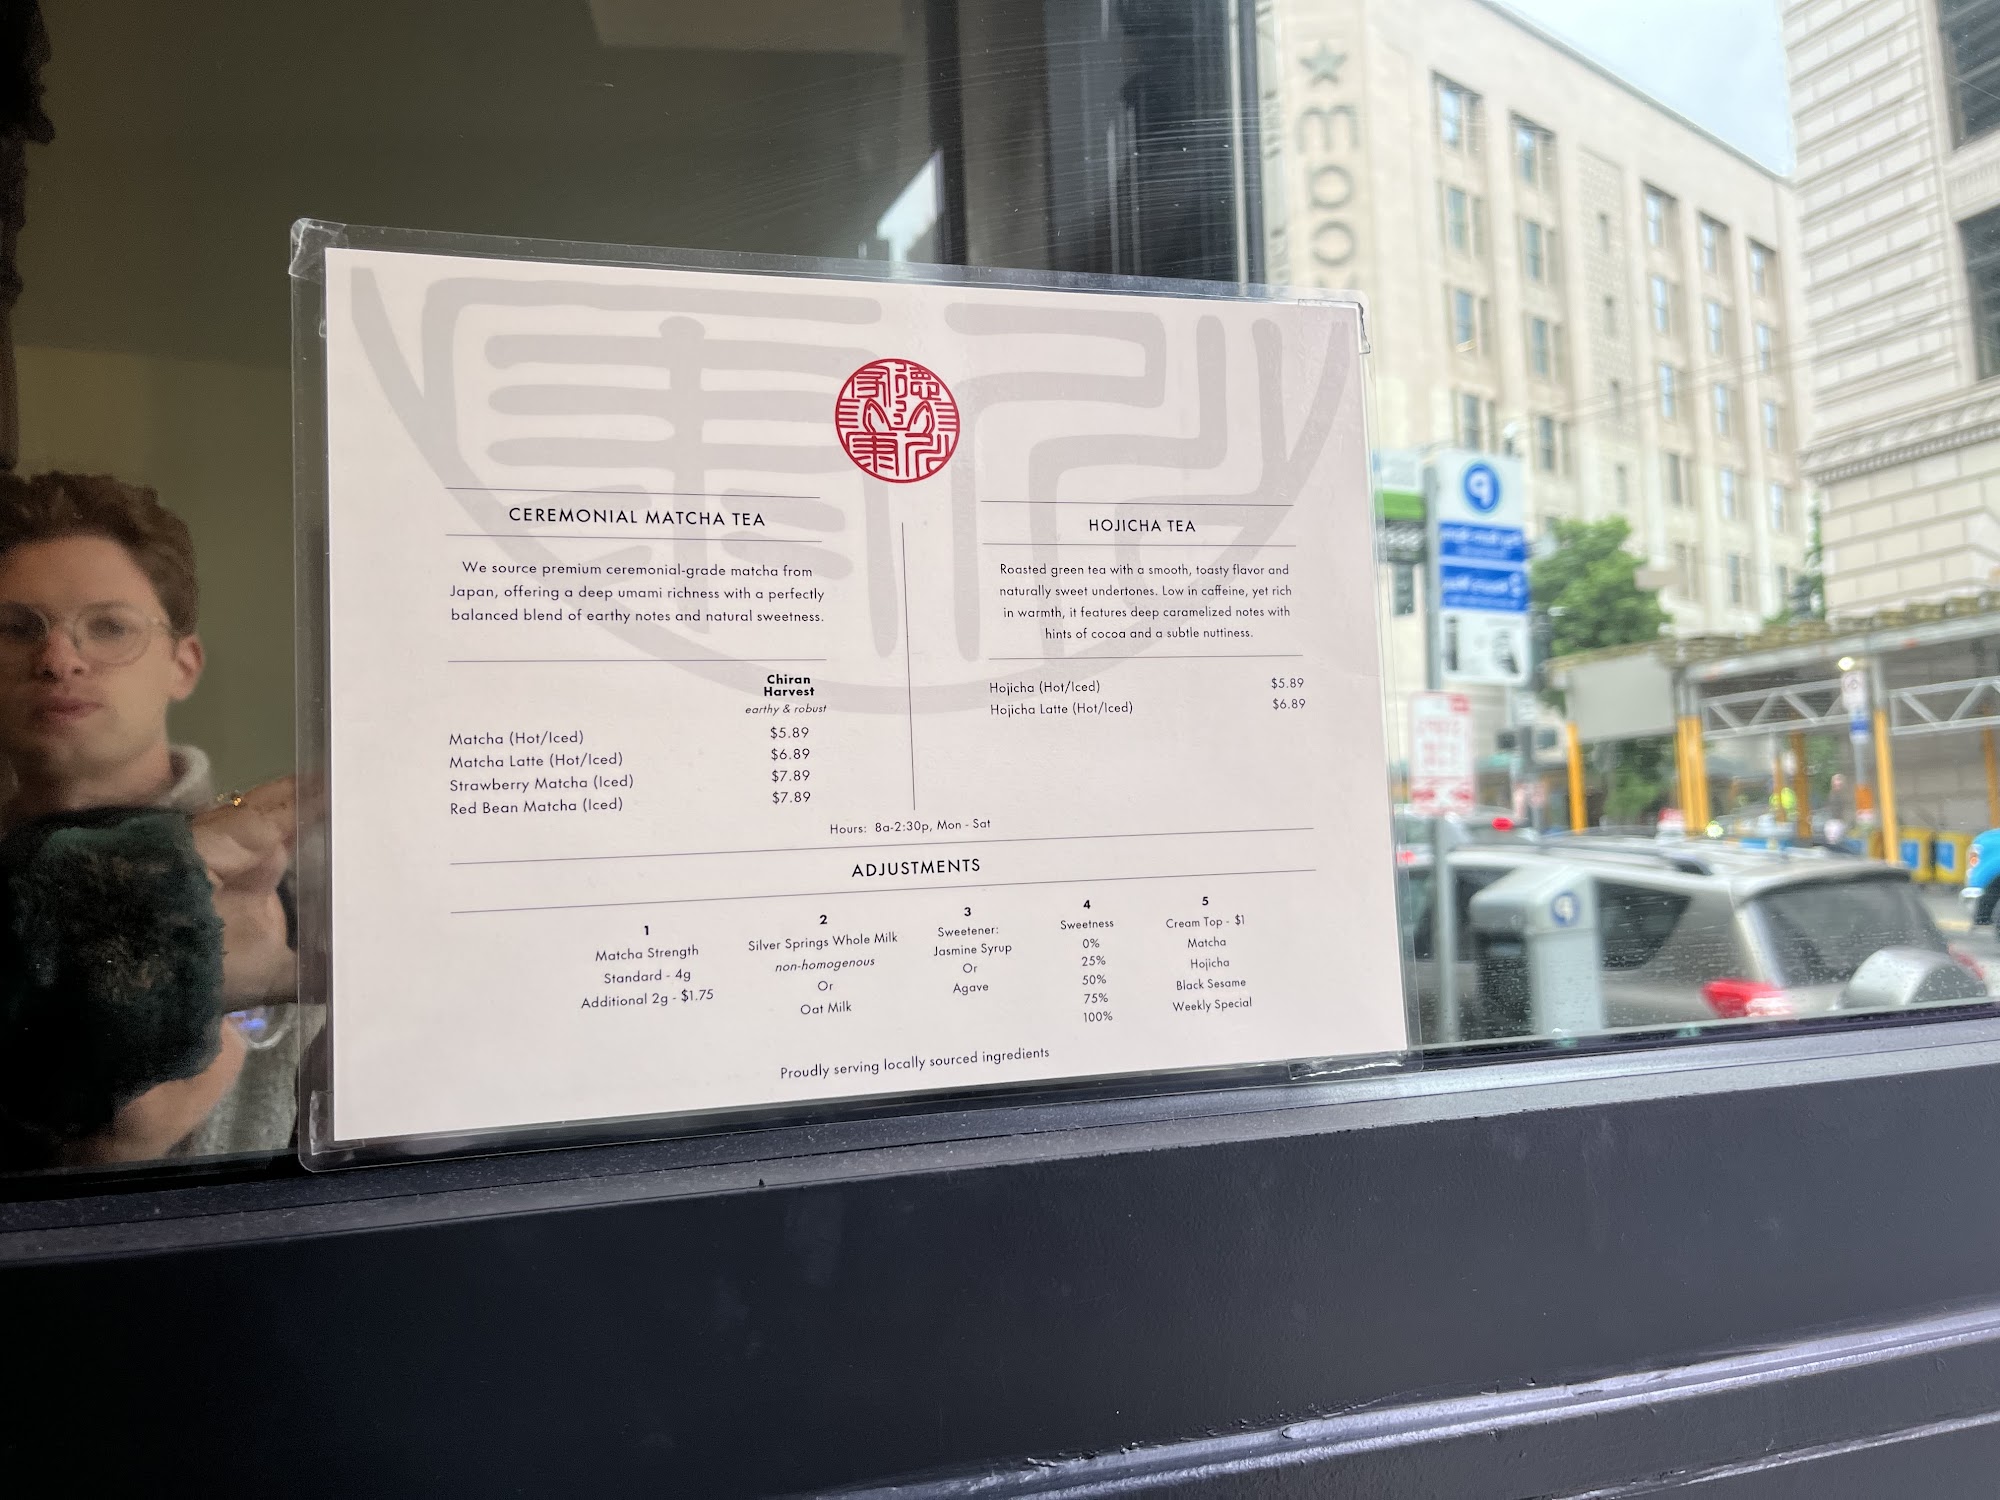 CEREMONIAL MATCHA TEA
We source premium ceremonial-grade matcha from
Japan, offering a deep umami richness with a perfectly
balanced blend of earthy notes and natural sweetness.
Chiran
Harvest
earthy & robust
Matcha (Hot/Iced) $5.89
Matcha Latte (Hot/Iced) $6.89
Strawberry Matcha (Iced) $7.89
Red Bean Matcha (Iced) $7.89
HOJICHA TEA
Roasted green tea with a smooth, toasty flavor and
naturally sweet undertones. Low in caffeine, yet rich
in warmth, it features deep caramelized notes with
hints of cocoa and a subtle nuttiness.
Hojicha (Hot/Iced) $5.89
Hojicha Latte (Hot/Iced) $6.89
Hours: 8a-2:30p, Mon - Sat
ADJUSTMENTS
1
Matcha Strength
Standard - 4g
Additional 2g - $1.75
2
Silver Springs Whole Milk
non-homogenous
Or
Oat Milk
3
Sweetener:
Jasmine Syrup
Or
Agave
4
Sweetness
0%
25%
50%
75%
100%
5
Cream Top - $1
Matcha
Hojicha
Black Sesame
Weekly Special
Proudly serving locally sourced ingredients
P